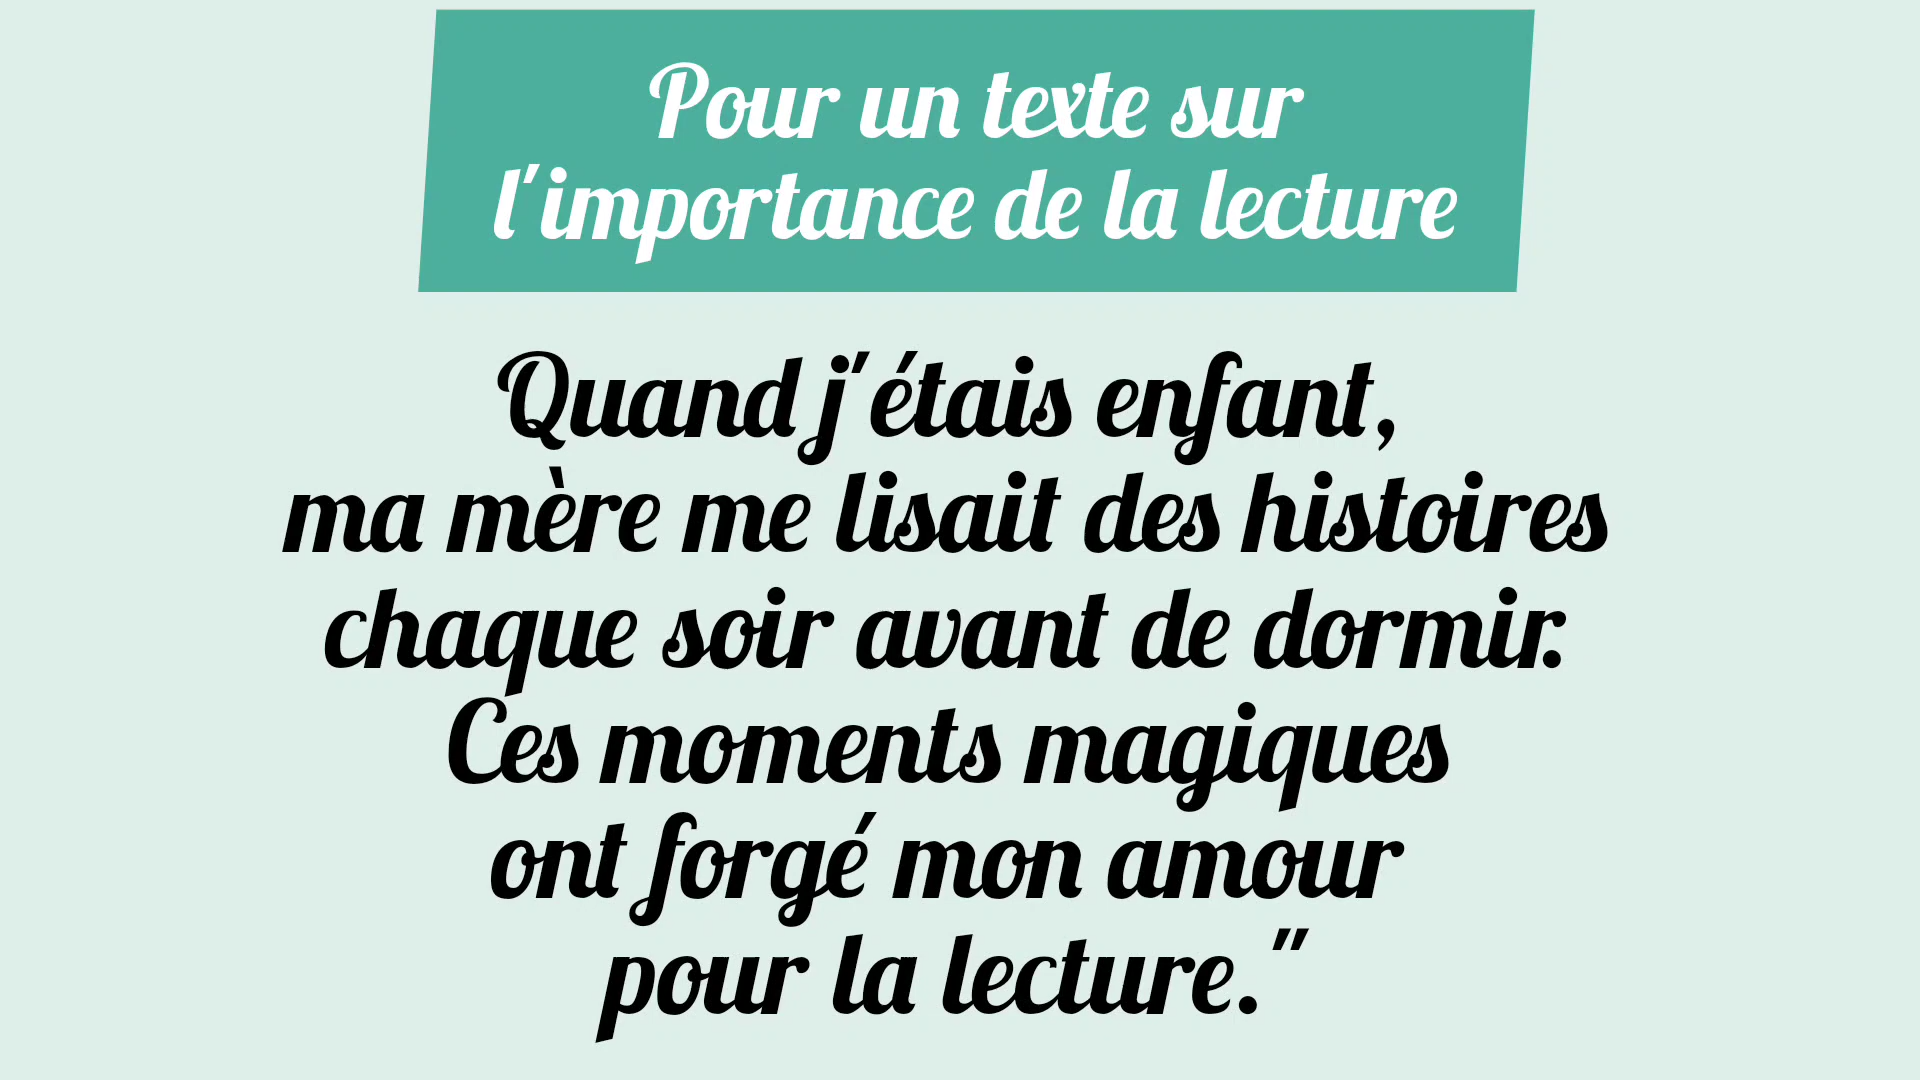 Pour un texte sur
l'importance de la lecture
Quand j'étais enfant,
ma mère me lisait des histoires
chaque soir avant de dormir.
Ces moments magiques
ont forgé mon amour
pour la lecture."